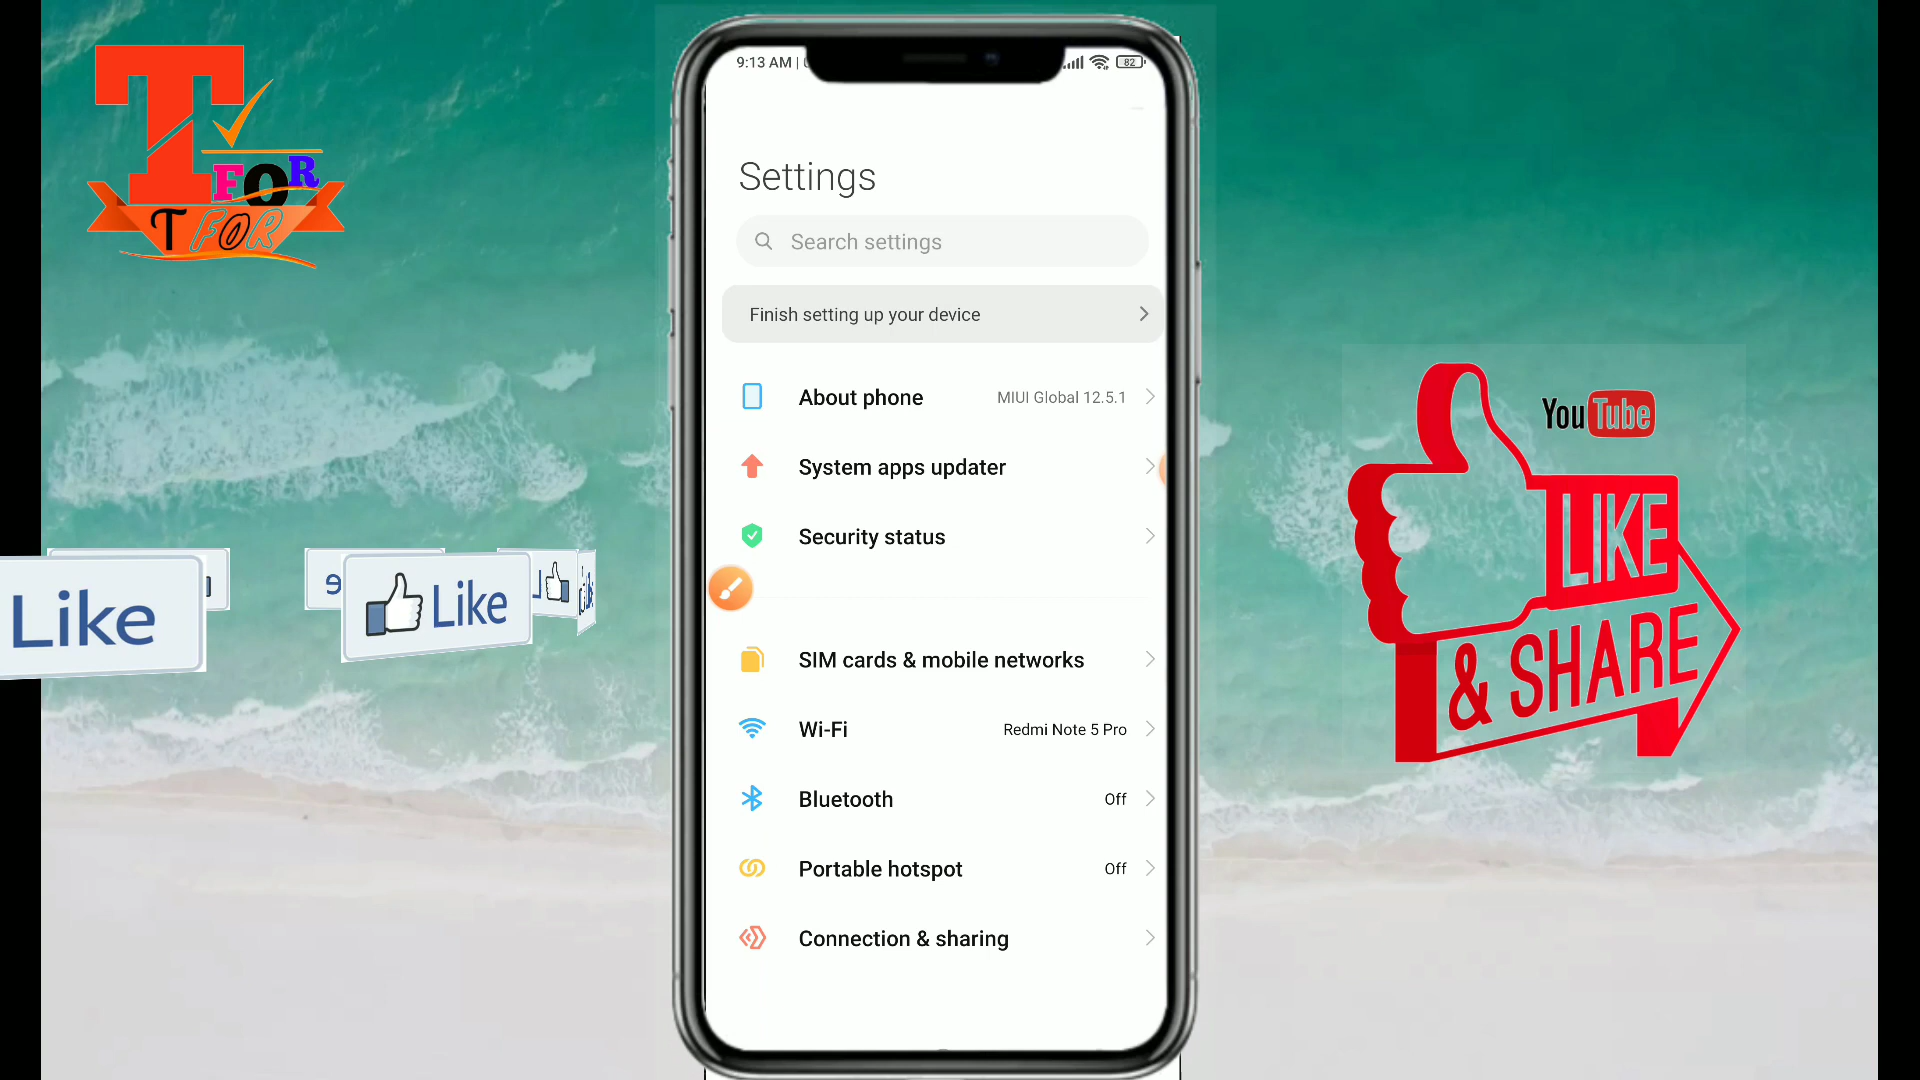 T
FOR
T FOR
9:13 AM |
82
Settings
Search settings
Finish setting up your device
About phone MIUI Global 12.5.1
System apps updater
Security status
SIM cards & mobile networks
Wi-Fi Redmi Note 5 Pro
Bluetooth Off
Portable hotspot Off
Connection & sharing
Like
Like
YouTube
LIKE
& SHARE